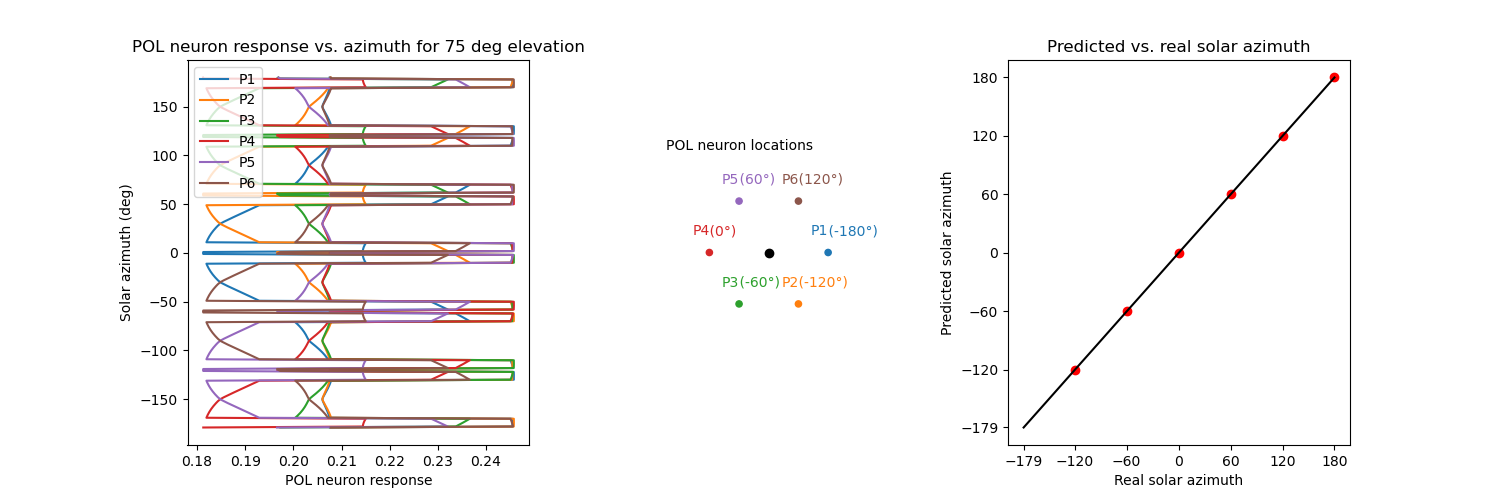 POL neuron response vs. azimuth for 75 deg elevation
P1
P2
P3
P4
P5
P6
150
100
50
0
−50
−100
−150
Solar azimuth (deg)
0.18 0.19 0.20 0.21 0.22 0.23 0.24
POL neuron response
POL neuron locations
P5(60°) P6(120°)
P4(0°) P1(-180°)
P3(-60°) P2(-120°)
Predicted vs. real solar azimuth
180
120
60
0
−60
−120
−179
Predicted solar azimuth
−179 −120 −60 0 60 120 180
Real solar azimuth